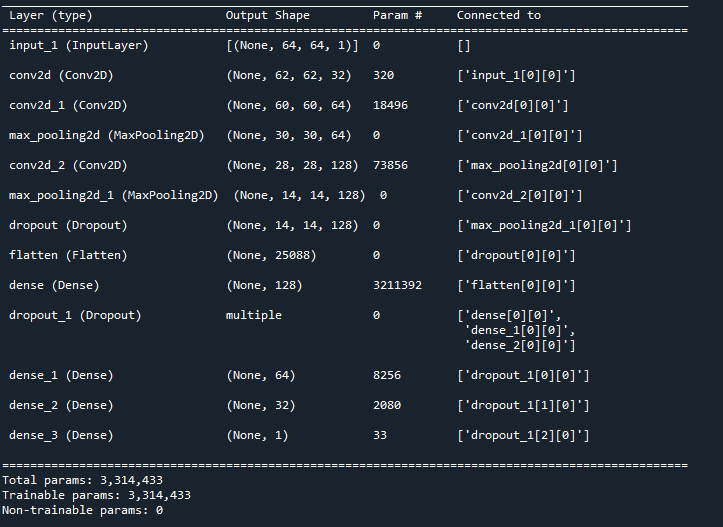 Layer (type) Output Shape Param # Connected to
input_1 (InputLayer) [(None, 64, 64, 1)] 0 []
conv2d (Conv2D) (None, 62, 62, 32) 320 ['input_1[0][0]']
conv2d_1 (Conv2D) (None, 60, 60, 64) 18496 ['conv2d[0][0]']
max_pooling2d (MaxPooling2D) (None, 30, 30, 64) 0 ['conv2d_1[0][0]']
conv2d_2 (Conv2D) (None, 28, 28, 128) 73856 ['max_pooling2d[0][0]']
max_pooling2d_1 (MaxPooling2D) (None, 14, 14, 128) 0 ['conv2d_2[0][0]']
dropout (Dropout) (None, 14, 14, 128) 0 ['max_pooling2d_1[0][0]']
flatten (Flatten) (None, 25088) 0 ['dropout[0][0]']
dense (Dense) (None, 128) 3211392 ['flatten[0][0]']
dropout_1 (Dropout) multiple 0 ['dense[0][0]',
'dense_1[0][0]',
'dense_2[0][0]']
dense_1 (Dense) (None, 64) 8256 ['dropout_1[0][0]']
dense_2 (Dense) (None, 32) 2080 ['dropout_1[1][0]']
dense_3 (Dense) (None, 1) 33 ['dropout_1[2][0]']
Total params: 3,314,433
Trainable params: 3,314,433
Non-trainable params: 0